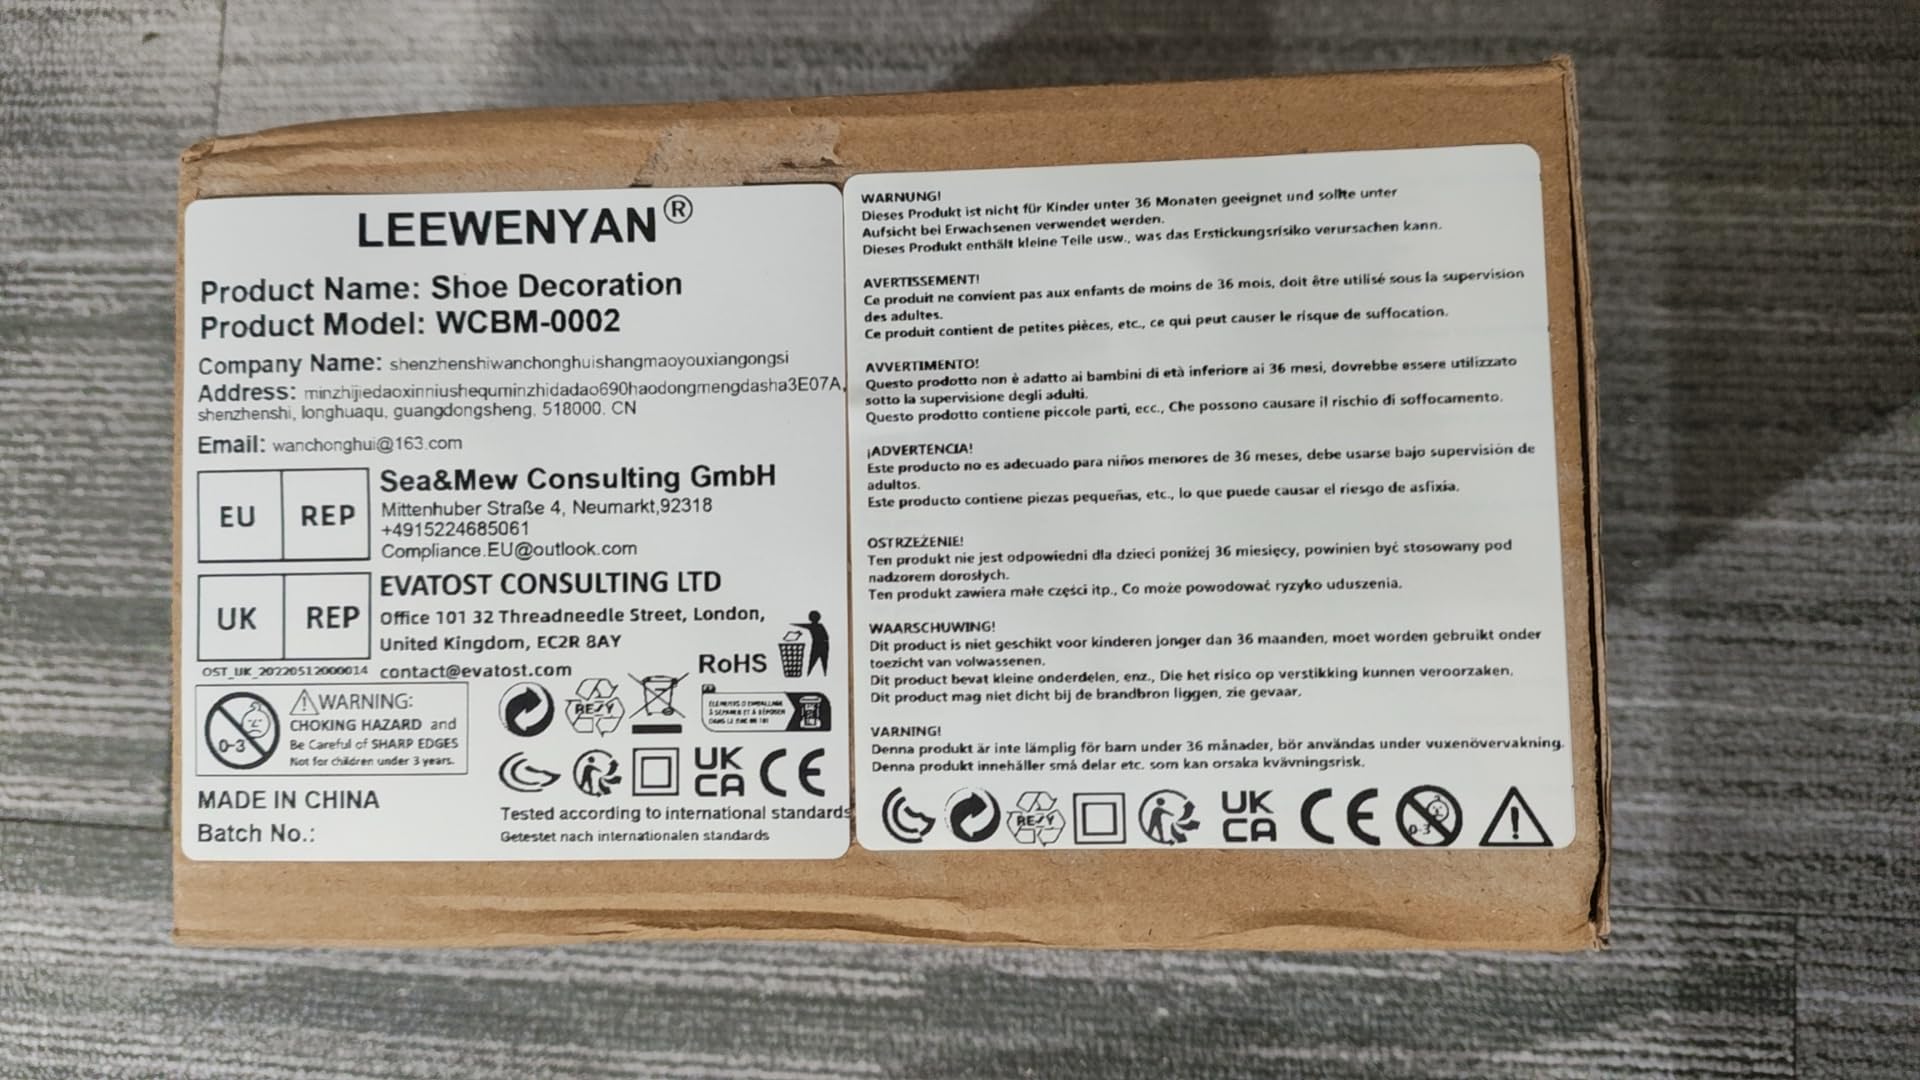 LEEWENYAN®
Product Name: Shoe Decoration
Product Model: WCBM-0002
Company Name: shenzhenshiwanchonghuishangmaoyouxiangongsi
Address: minzhijiedaoxinniushequminzhidadao690haodongmengdasha3E07A,
shenzhenshi, longhuaqu, guangdongsheng, 518000. CN
Email: wanchonghui@163.com
EU REP
Sea&Mew Consulting GmbH
Mittenhuber Straße 4, Neumarkt,92318
+4915224685061
Compliance.EU@outlook.com
UK REP
EVATOST CONSULTING LTD
Office 101 32 Threadneedle Street, London,
United Kingdom, EC2R 8AY
OST_UK_20220512000014
contact@evatost.com
RoHS
0-3
WARNING:
CHOKING HAZARD and
Be Careful of SHARP EDGES
Not for children under 3 years.
ÉLÉMENTS D'EMBALLAGE
À SÉPARER ET À DÉPOSER
DANS LE BAC DE TRI
UK
CA
CE
MADE IN CHINA
Batch No.:
Tested according to international standards
Getestet nach internationalen standards
WARNUNG!
Dieses Produkt ist nicht für Kinder unter 36 Monaten geeignet und sollte unter
Aufsicht bei Erwachsenen verwendet werden.
Dieses Produkt enthält kleine Teile usw., was das Erstickungsrisiko verursachen kann.
AVERTISSEMENT!
Ce produit ne convient pas aux enfants de moins de 36 mois, doit être utilisé sous la supervision
des adultes.
Ce produit contient de petites pièces, etc., ce qui peut causer le risque de suffocation.
AVVERTIMENTO!
Questo prodotto non è adatto ai bambini di età inferiore ai 36 mesi, dovrebbe essere utilizzato
sotto la supervisione degli adulti.
Questo prodotto contiene piccole parti, ecc., Che possono causare il rischio di soffocamento.
¡ADVERTENCIA!
Este producto no es adecuado para niños menores de 36 meses, debe usarse bajo supervisión de
adultos.
Este producto contiene piezas pequeñas, etc., lo que puede causar el riesgo de asfixia.
OSTRZEŻENIE!
Ten produkt nie jest odpowiedni dla dzieci poniżej 36 miesięcy, powinien być stosowany pod
nadzorem dorosłych.
Ten produkt zawiera małe części itp., Co może powodować ryzyko uduszenia.
WAARSCHUWING!
Dit product is niet geschikt voor kinderen jonger dan 36 maanden, moet worden gebruikt onder
toezicht van volwassenen.
Dit product bevat kleine onderdelen, enz., Die het risico op verstikking kunnen veroorzaken.
Dit product mag niet dicht bij de brandbron liggen, zie gevaar.
VARNING!
Denna produkt är inte lämplig för barn under 36 månader, bör användas under vuxenövervakning.
Denna produkt innehåller små delar etc. som kan orsaka kvävningsrisk.
UK
CA
CE
0-3